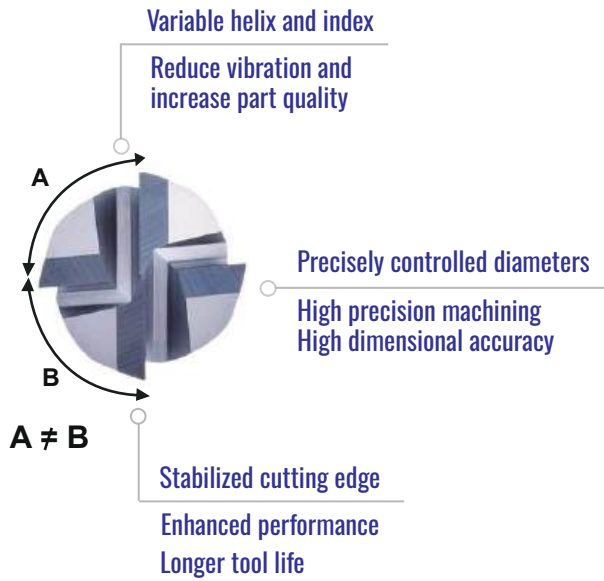 Variable helix and index
Reduce vibration and
increase part quality
A
Precisely controlled diameters
High precision machining
High dimensional accuracy
B
A ≠ B
Stabilized cutting edge
Enhanced performance
Longer tool life